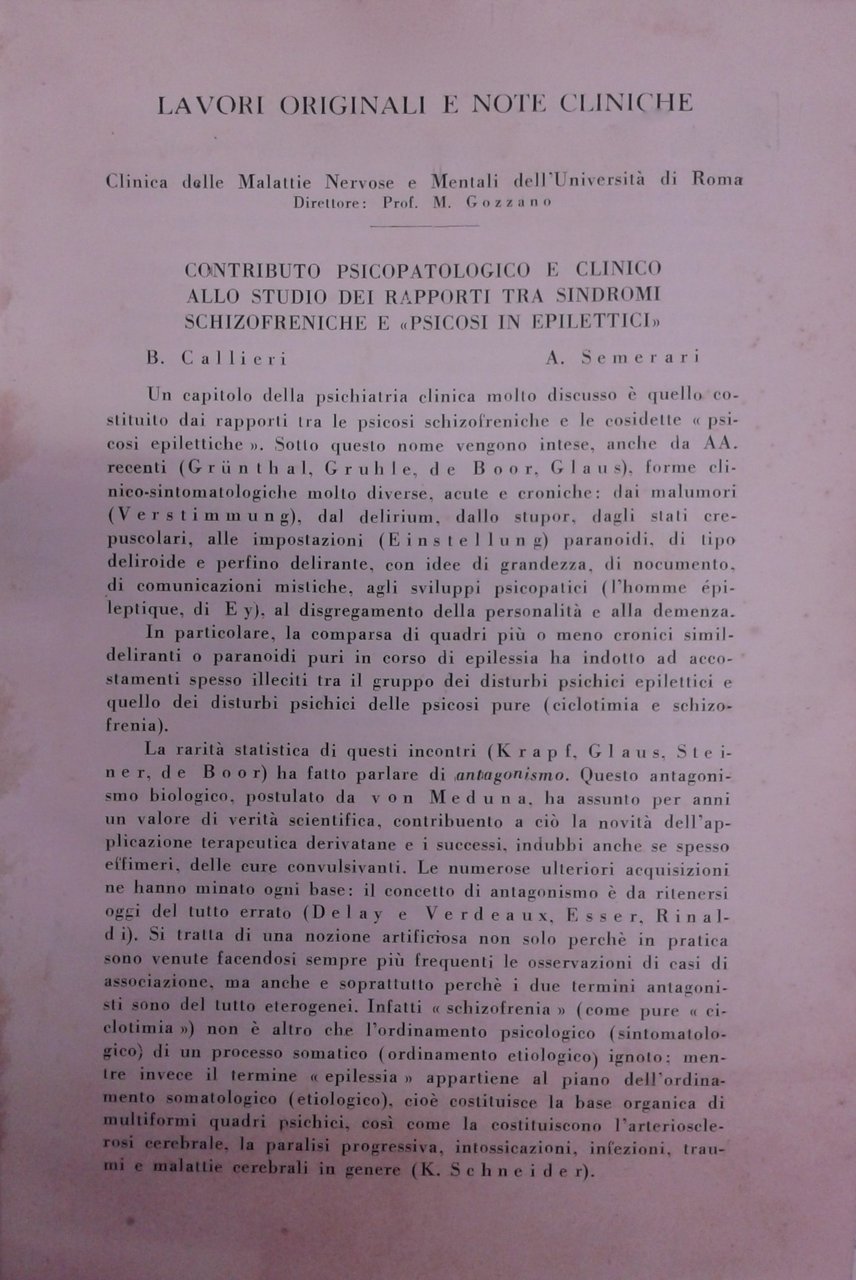 LAVORI ORIGINALI E NOTE CLINICHE
Clinica delle Malattie Nervose e Mentali dell'Università di Roma
Direttore: Prof. M. Gozzano
CONTRIBUTO PSICOPATOLOGICO E CLINICO
ALLO STUDIO DEI RAPPORTI TRA SINDROMI
SCHIZOFRENICHE E «PSICOSI IN EPILETTICI»
B. Callieri A. Semerari
Un capitolo della psichiatria clinica molto discusso è quello co-
stituito dai rapporti tra le psicosi schizofreniche e le cosidette « psi-
cosi epilettiche ». Sotto questo nome vengono intese, anche da AA.
recenti (Grünthal, Gruhle, de Boor, Glaus), forme cli-
nico-sintomatologiche molto diverse, acute e croniche: dai malumori
(Verstimmung), dal delirium, dallo stupor, dagli stati cre-
puscolari, alle impostazioni (Einstellung) paranoidi, di tipo
deliroide e perfino delirante, con idee di grandezza, di nocumento,
di comunicazioni mistiche, agli sviluppi psicopatici (l'homme épi-
leptique, di Ey), al disgregamento della personalità e alla demenza.
In particolare, la comparsa di quadri più o meno cronici simil-
deliranti o paranoidi puri in corso di epilessia ha indotto ad acco-
stamenti spesso illeciti tra il gruppo dei disturbi psichici epilettici e
quello dei disturbi psichici delle psicosi pure (ciclotimia e schizo-
frenia).
La rarità statistica di questi incontri (Krapf, Glaus, Stei-
ner, de Boor) ha fatto parlare di antagonismo. Questo antagoni-
smo biologico, postulato da von Meduna, ha assunto per anni
un valore di verità scientifica, contribuento a ciò la novità dell'ap-
plicazione terapeutica derivatane e i successi, indubbi anche se spesso
effimeri, delle cure convulsivanti. Le numerose ulteriori acquisizioni
ne hanno minato ogni base: il concetto di antagonismo è da ritenersi
oggi del tutto errato (Delay e Verdeaux, Esser, Rinal-
di). Si tratta di una nozione artificiosa non solo perchè in pratica
sono venute facendosi sempre più frequenti le osservazioni di casi di
associazione, ma anche e soprattutto perchè i due termini antagoni-
sti sono del tutto eterogenei. Infatti « schizofrenia » (come pure « ci-
clotimia ») non è altro che l'ordinamento psicologico (sintomatolo-
gico) di un processo somatico (ordinamento etiologico) ignoto; men-
tre invece il termine « epilessia » appartiene al piano dell'ordina-
mento somatologico (etiologico), cioè costituisce la base organica di
multiformi quadri psichici, così come la costituiscono l'arterioscle-
rosi cerebrale, la paralisi progressiva, intossicazioni, infezioni, trau-
mi e malattie cerebrali in genere (K. Schneider).